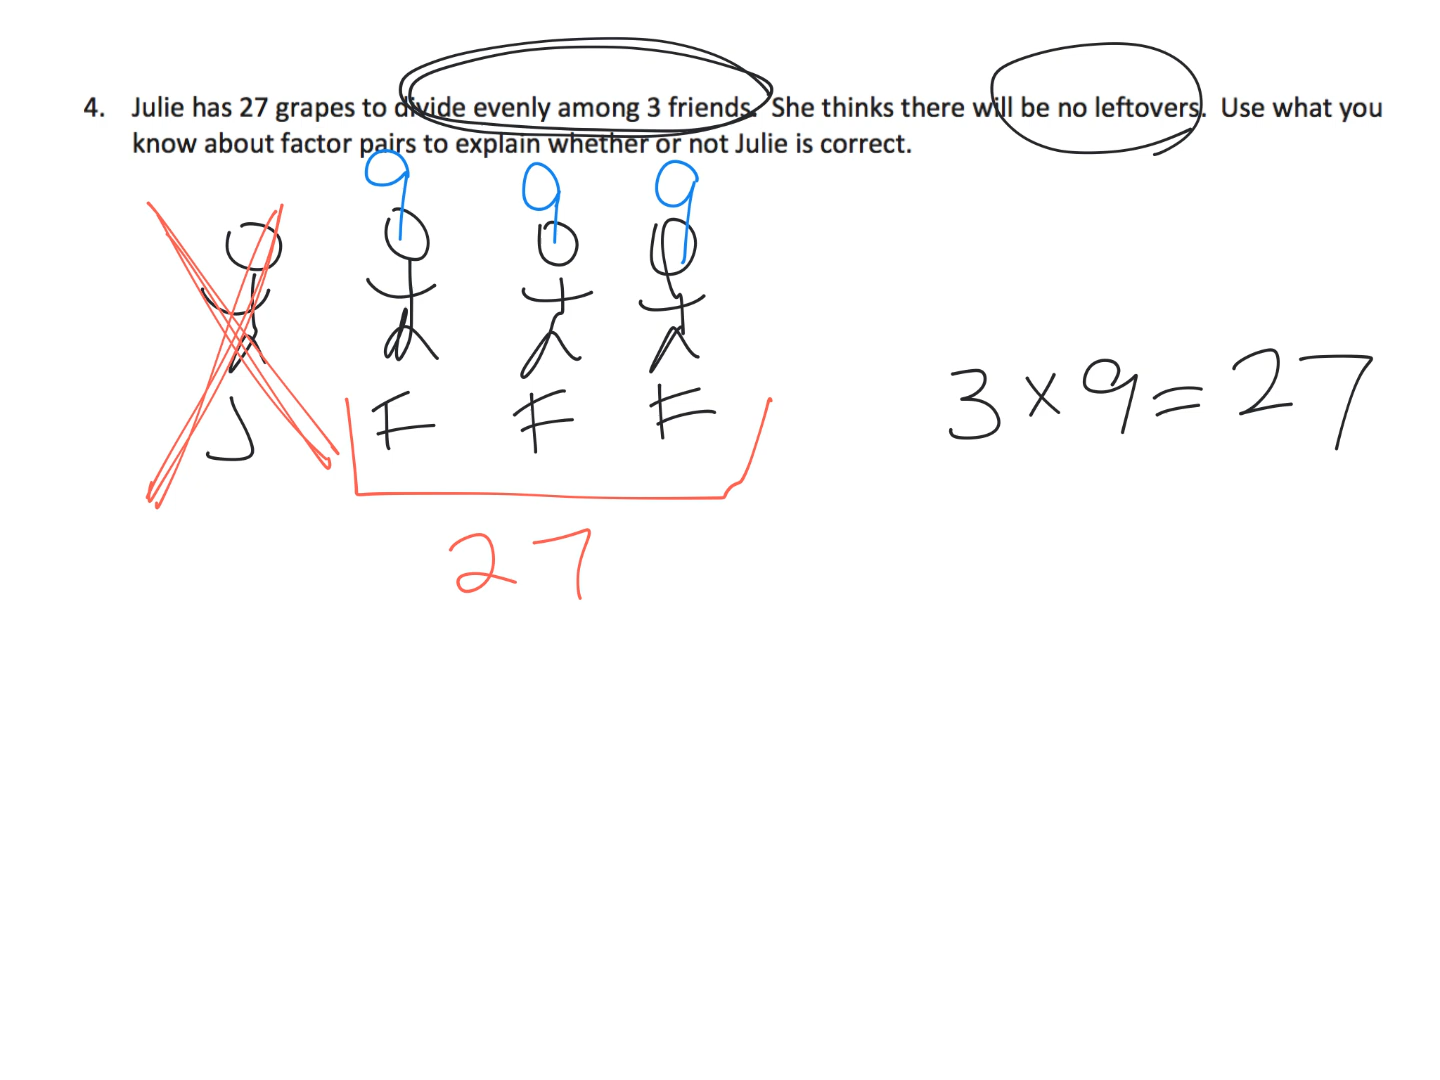 4. Julie has 27 grapes to divide evenly among 3 friends. She thinks there will be no leftovers. Use what you
know about factor pairs to explain whether or not Julie is correct.
9 9 9
3 x 9 = 27
J F F F
27